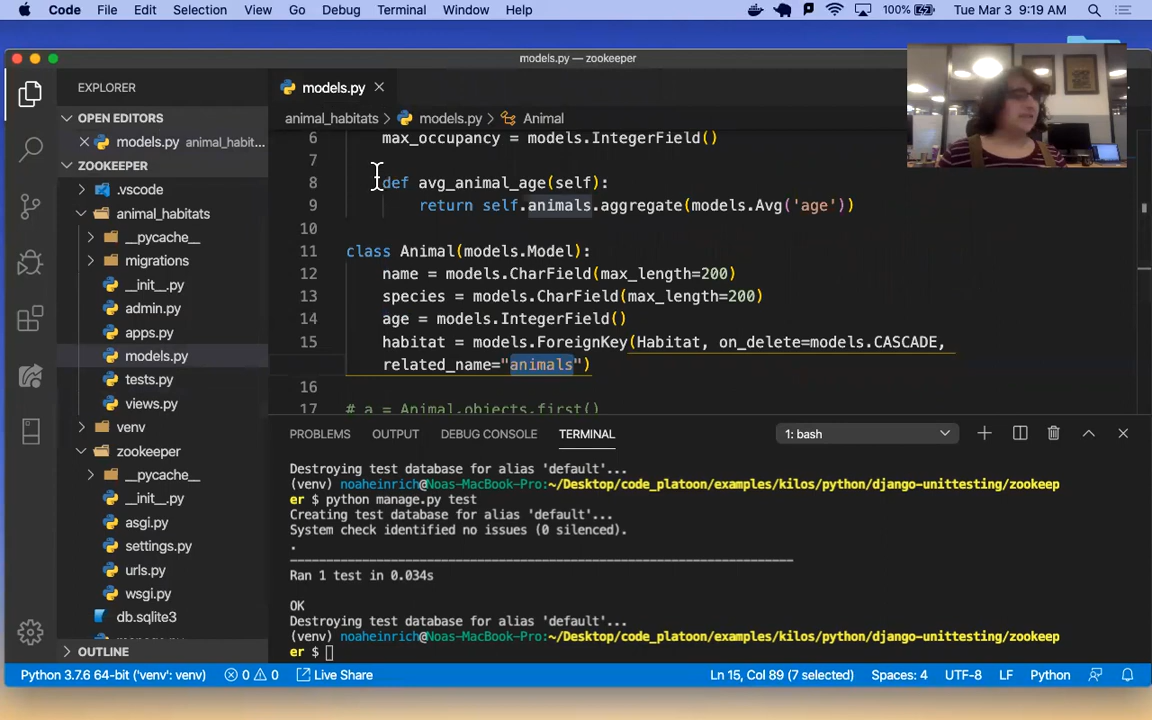 Code File Edit Selection View Go Debug Terminal Window Help 100% Tue Mar 3 9:19 AM
models.py — zookeeper
EXPLORER
models.py
OPEN EDITORS
animal_habitats > models.py > Animal
models.py animal_habit...
ZOOKEEPER
.vscode
animal_habitats
__pycache__
migrations
__init__.py
admin.py
apps.py
models.py
tests.py
views.py
venv
zookeeper
__pycache__
__init__.py
asgi.py
settings.py
urls.py
wsgi.py
db.sqlite3
OUTLINE
6 max_occupancy = models.IntegerField()
7
8 def avg_animal_age(self):
9 return self.animals.aggregate(models.Avg('age'))
10
11 class Animal(models.Model):
12 name = models.CharField(max_length=200)
13 species = models.CharField(max_length=200)
14 age = models.IntegerField()
15 habitat = models.ForeignKey(Habitat, on_delete=models.CASCADE,
related_name="animals")
16
17 # a = Animal.objects.first()
PROBLEMS OUTPUT DEBUG CONSOLE TERMINAL 1: bash
Destroying test database for alias 'default'...
(venv) noaheinrich@Noas-MacBook-Pro:~/Desktop/code_platoon/examples/kilos/python/django-unittesting/zookeep
er $ python manage.py test
Creating test database for alias 'default'...
System check identified no issues (0 silenced).
.
----------------------------------------------------------------------
Ran 1 test in 0.034s
OK
Destroying test database for alias 'default'...
(venv) noaheinrich@Noas-MacBook-Pro:~/Desktop/code_platoon/examples/kilos/python/django-unittesting/zookeep
er $
Python 3.7.6 64-bit ('venv': venv) 0 0 Live Share Ln 15, Col 89 (7 selected) Spaces: 4 UTF-8 LF Python